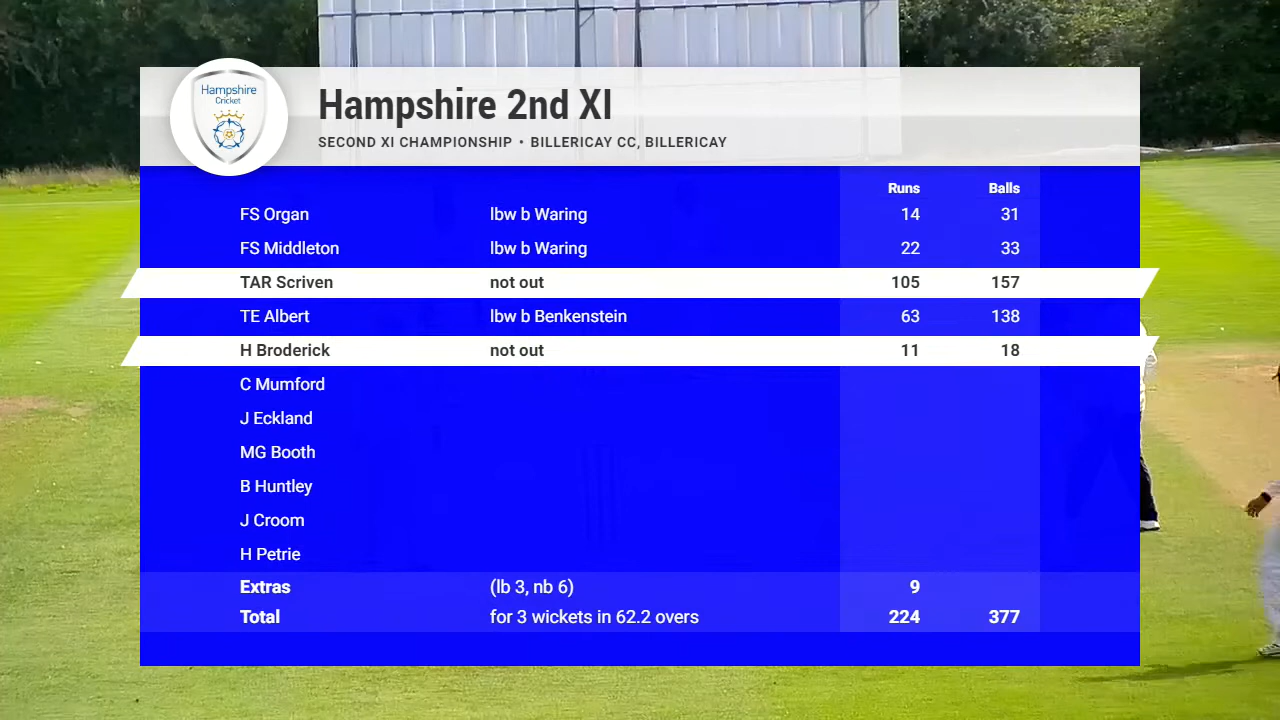 Hampshire
Cricket
Hampshire 2nd XI
SECOND XI CHAMPIONSHIP • BILLERICAY CC, BILLERICAY
Runs Balls
FS Organ lbw b Waring 14 31
FS Middleton lbw b Waring 22 33
TAR Scriven not out 105 157
TE Albert lbw b Benkenstein 63 138
H Broderick not out 11 18
C Mumford
J Eckland
MG Booth
B Huntley
J Croom
H Petrie
Extras (lb 3, nb 6) 9
Total for 3 wickets in 62.2 overs 224 377